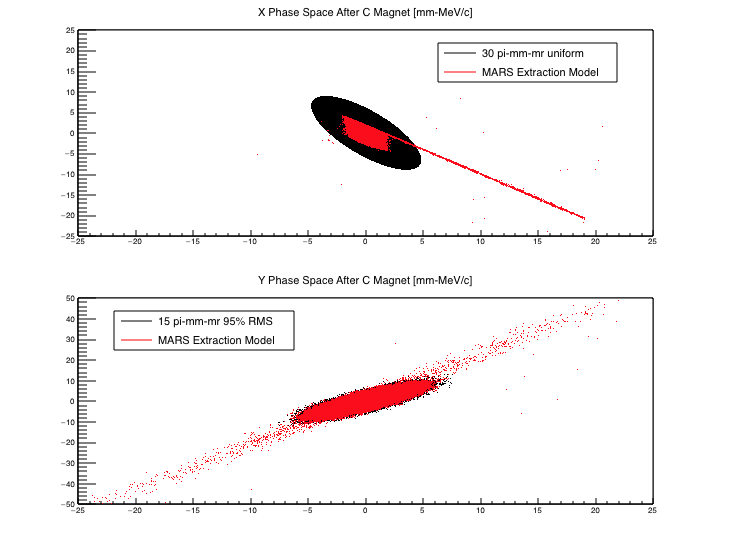 X Phase Space After C Magnet [mm-MeV/c]
25
20
15
10
5
0
−5
−10
−15
−20
−25
30 pi-mm-mr uniform
MARS Extraction Model
−25 −20 −15 −10 −5 0 5 10 15 20 25
Y Phase Space After C Magnet [mm-MeV/c]
50
40
30
20
10
0
−10
−20
−30
−40
−50
15 pi-mm-mr 95% RMS
MARS Extraction Model
−25 −20 −15 −10 −5 0 5 10 15 20 25